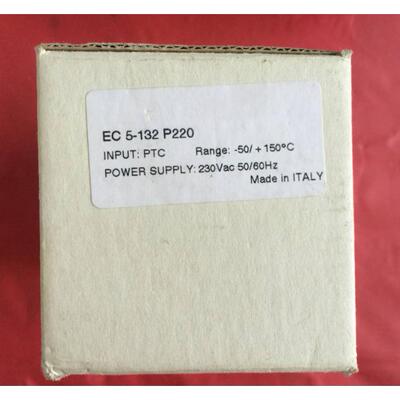 EC 5-132 P220
INPUT: PTC Range: -50/ + 150°C
POWER SUPPLY: 230Vac 50/60Hz
Made in ITALY